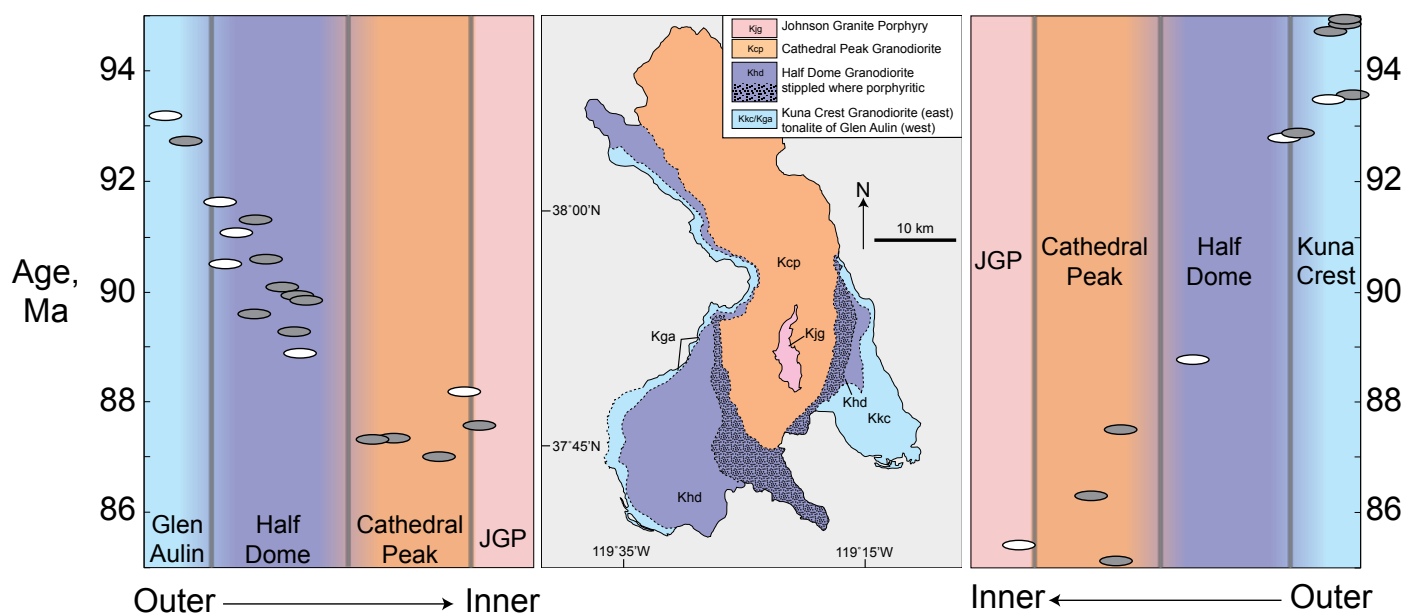 Age,
Ma
94
92
90
88
86
Glen
Aulin
Half
Dome
Cathedral
Peak
JGP
Outer
Inner
Kjg
Johnson Granite Porphyry
Kcp
Cathedral Peak Granodiorite
Khd
Half Dome Granodiorite
stippled where porphyritic
Kkc/Kga
Kuna Crest Granodiorite (east)
tonalite of Glen Aulin (west)
N
10 km
38°00'N
37°45'N
119°35'W
119°15'W
Kcp
Kga
Kjg
Khd
Kkc
Khd
JGP
Cathedral
Peak
Half
Dome
Kuna
Crest
94
92
90
88
86
Inner
Outer